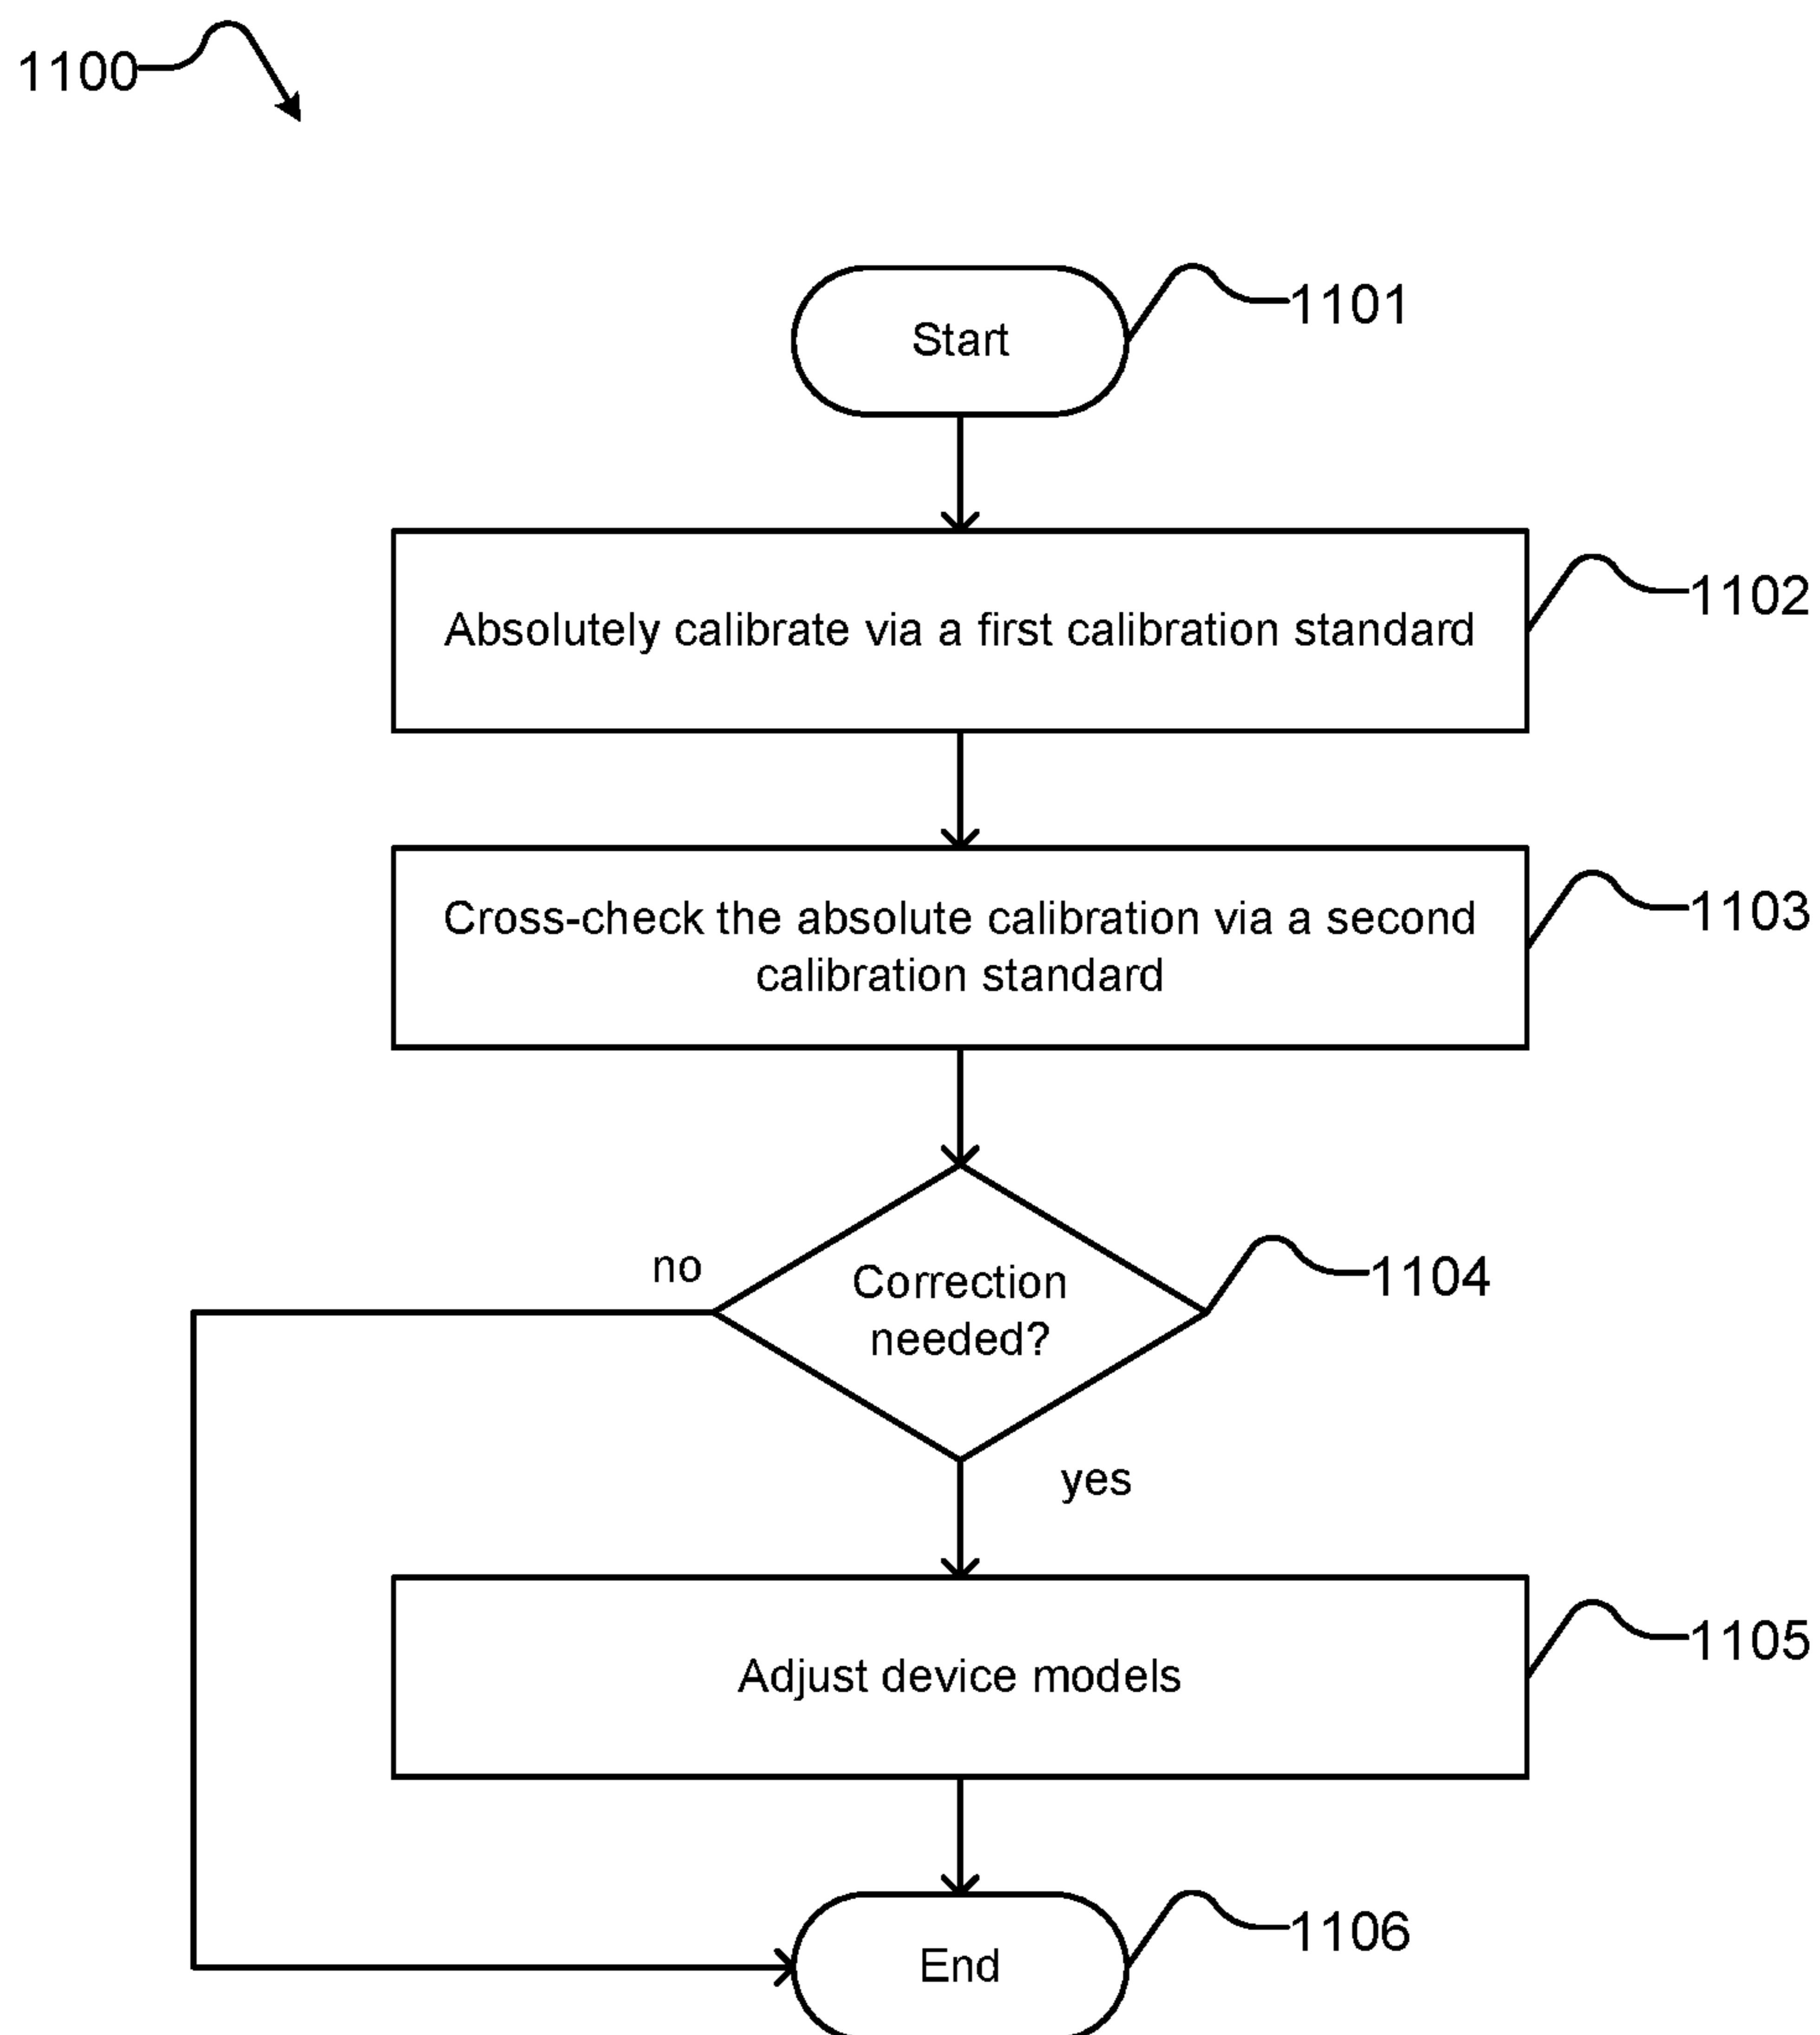 1100
Start
1101
Absolutely calibrate via a first calibration standard
1102
Cross-check the absolute calibration via a second
calibration standard
1103
no
Correction
needed?
1104
yes
Adjust device models
1105
End
1106